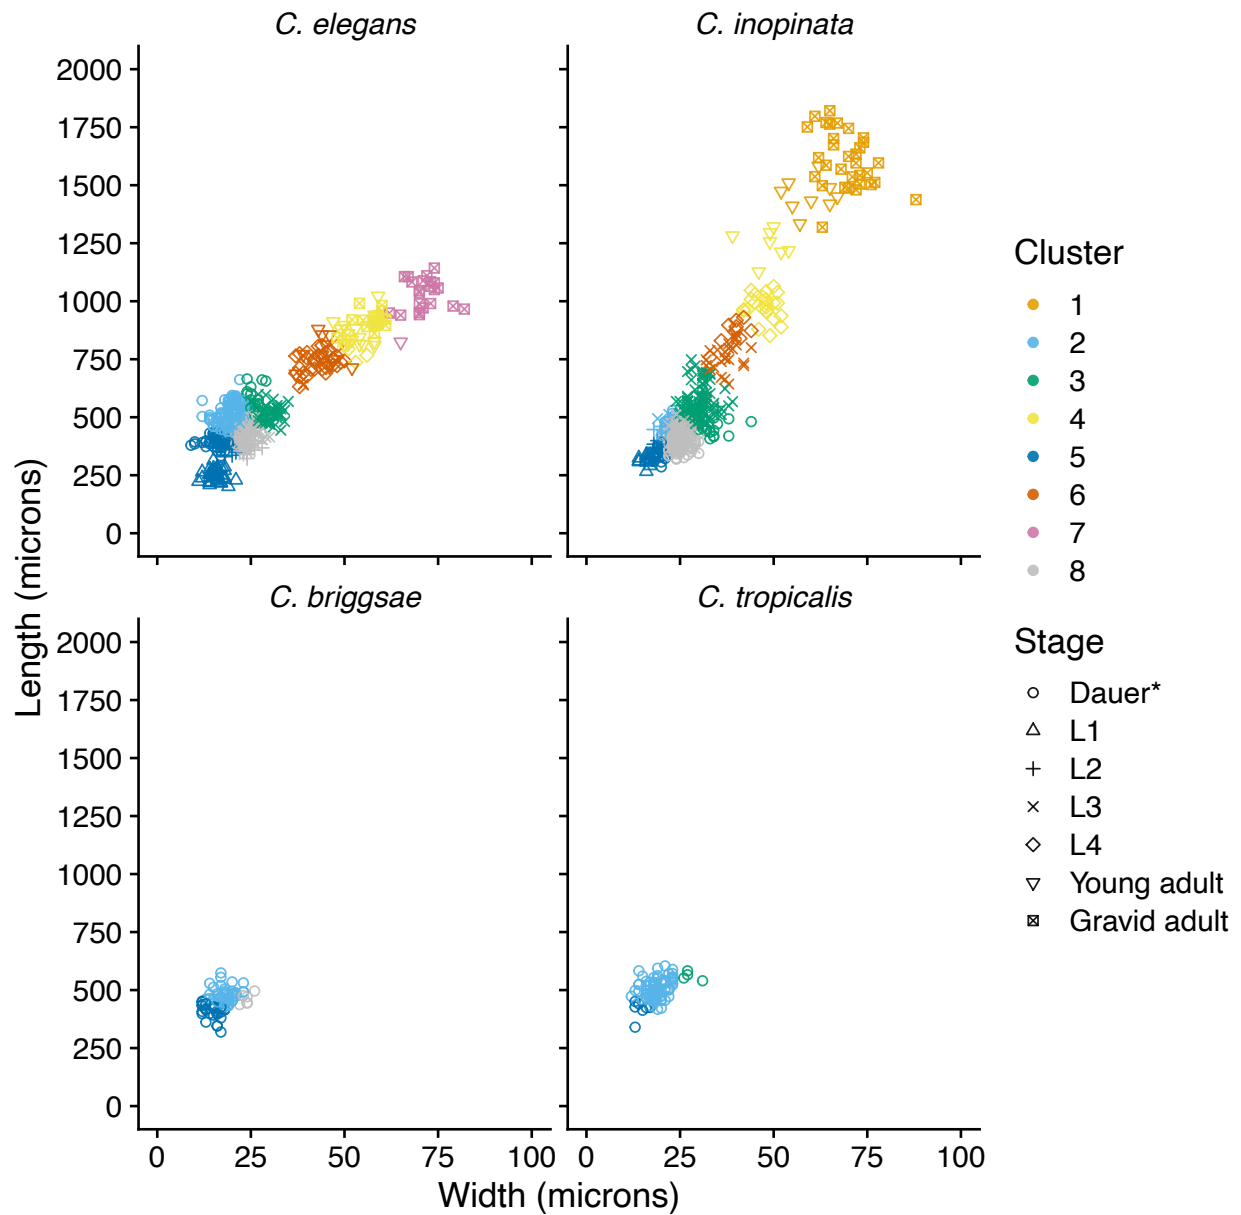 C. elegans
C. inopinata
2000
1750
1500
1250
1000
750
500
250
0
C. briggsae
C. tropicalis
2000
1750
1500
1250
1000
750
500
250
0
0 25 50 75 100
0 25 50 75 100
Width (microns)
Length (microns)
Cluster
1
2
3
4
5
6
7
8
Stage
Dauer*
L1
L2
L3
L4
Young adult
Gravid adult